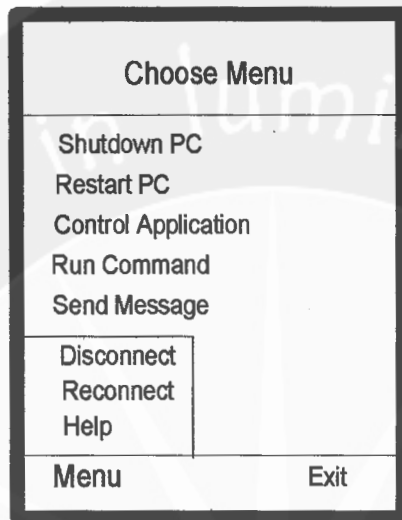 Choose Menu
Shutdown PC
Restart PC
Control Application
Run Command
Send Message
Disconnect
Reconnect
Help
Menu Exit